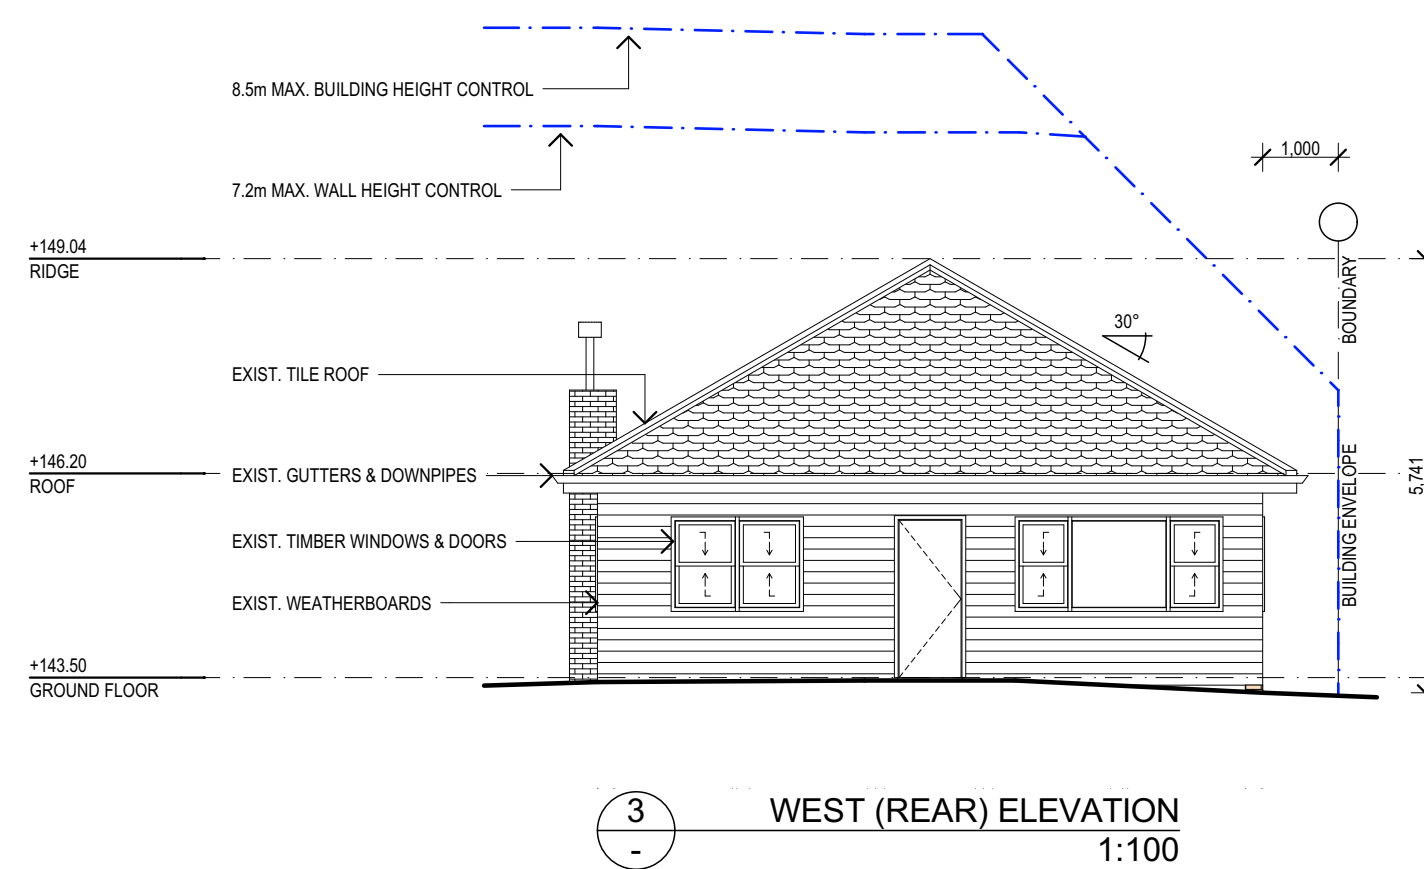 8.5m MAX. BUILDING HEIGHT CONTROL
1,000
7.2m MAX. WALL HEIGHT CONTROL
+149.04
RIDGE
BOUNDARY
30°
EXIST. TILE ROOF
+146.20
ROOF
EXIST. GUTTERS & DOWNPIPES
5,741
BUILDING ENVELOPE
EXIST. TIMBER WINDOWS & DOORS
EXIST. WEATHERBOARDS
+143.50
GROUND FLOOR
3
-
WEST (REAR) ELEVATION
1:100